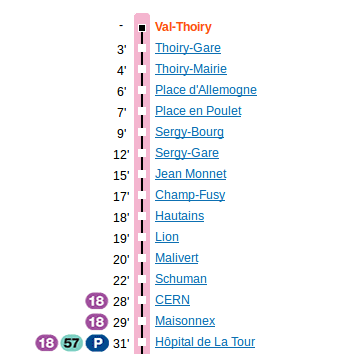 - Val-Thoiry
3' Thoiry-Gare
4' Thoiry-Mairie
6' Place d'Allemogne
7' Place en Poulet
9' Sergy-Bourg
12' Sergy-Gare
15' Jean Monnet
17' Champ-Fusy
18' Hautains
19' Lion
20' Malivert
22' Schuman
18 28' CERN
18 29' Maisonnex
18 57 P 31' Hôpital de La Tour